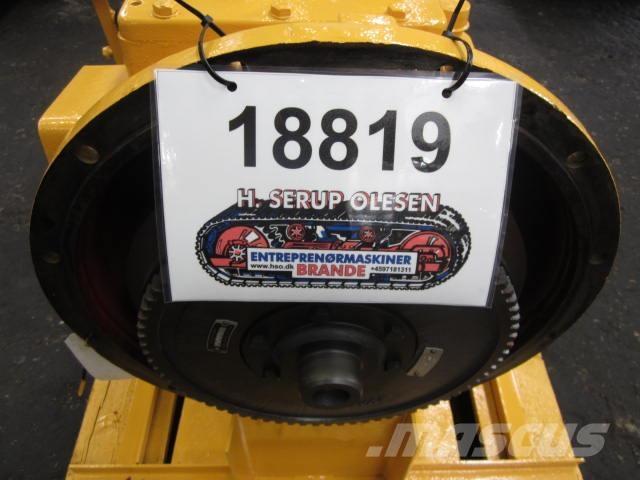 18819
H. SERUP OLESEN
ENTREPRENØRMASKINER
www.hso.dk BRANDE +4597181311
mascus